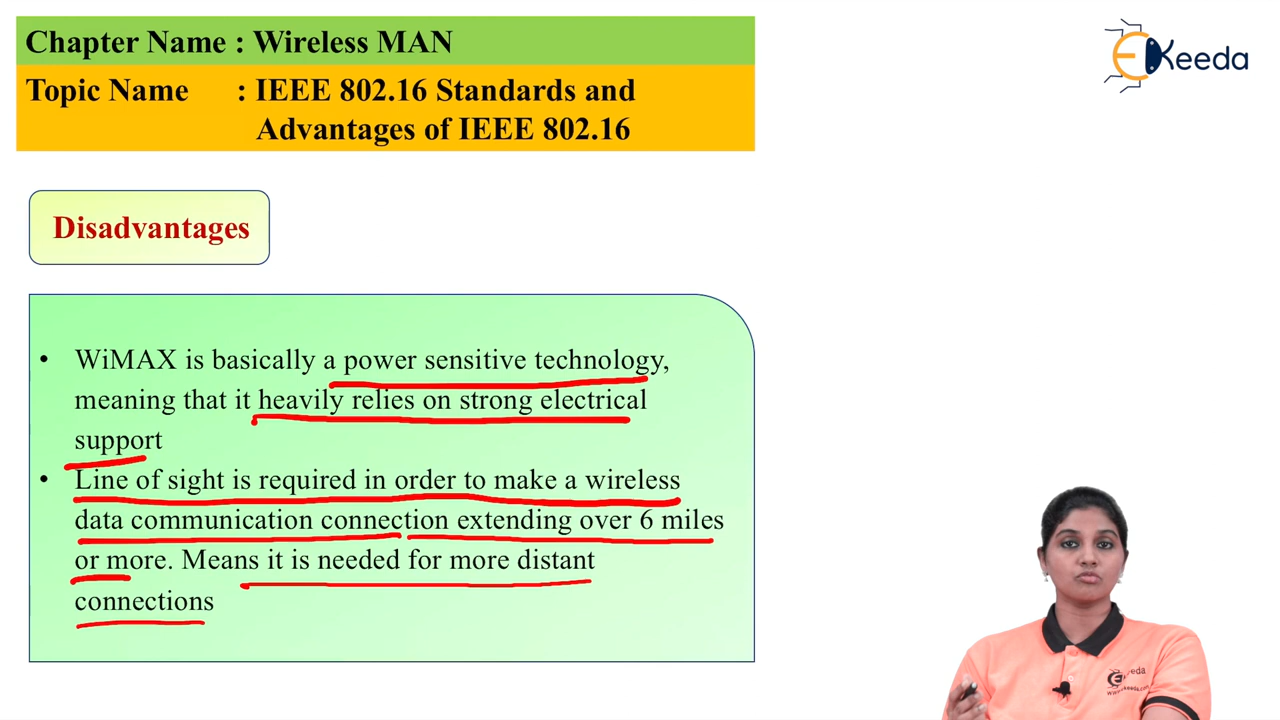 Chapter Name : Wireless MAN
Topic Name : IEEE 802.16 Standards and
Advantages of IEEE 802.16
EKeeda
Disadvantages
• WiMAX is basically a power sensitive technology,
meaning that it heavily relies on strong electrical
support
• Line of sight is required in order to make a wireless
data communication connection extending over 6 miles
or more. Means it is needed for more distant
connections